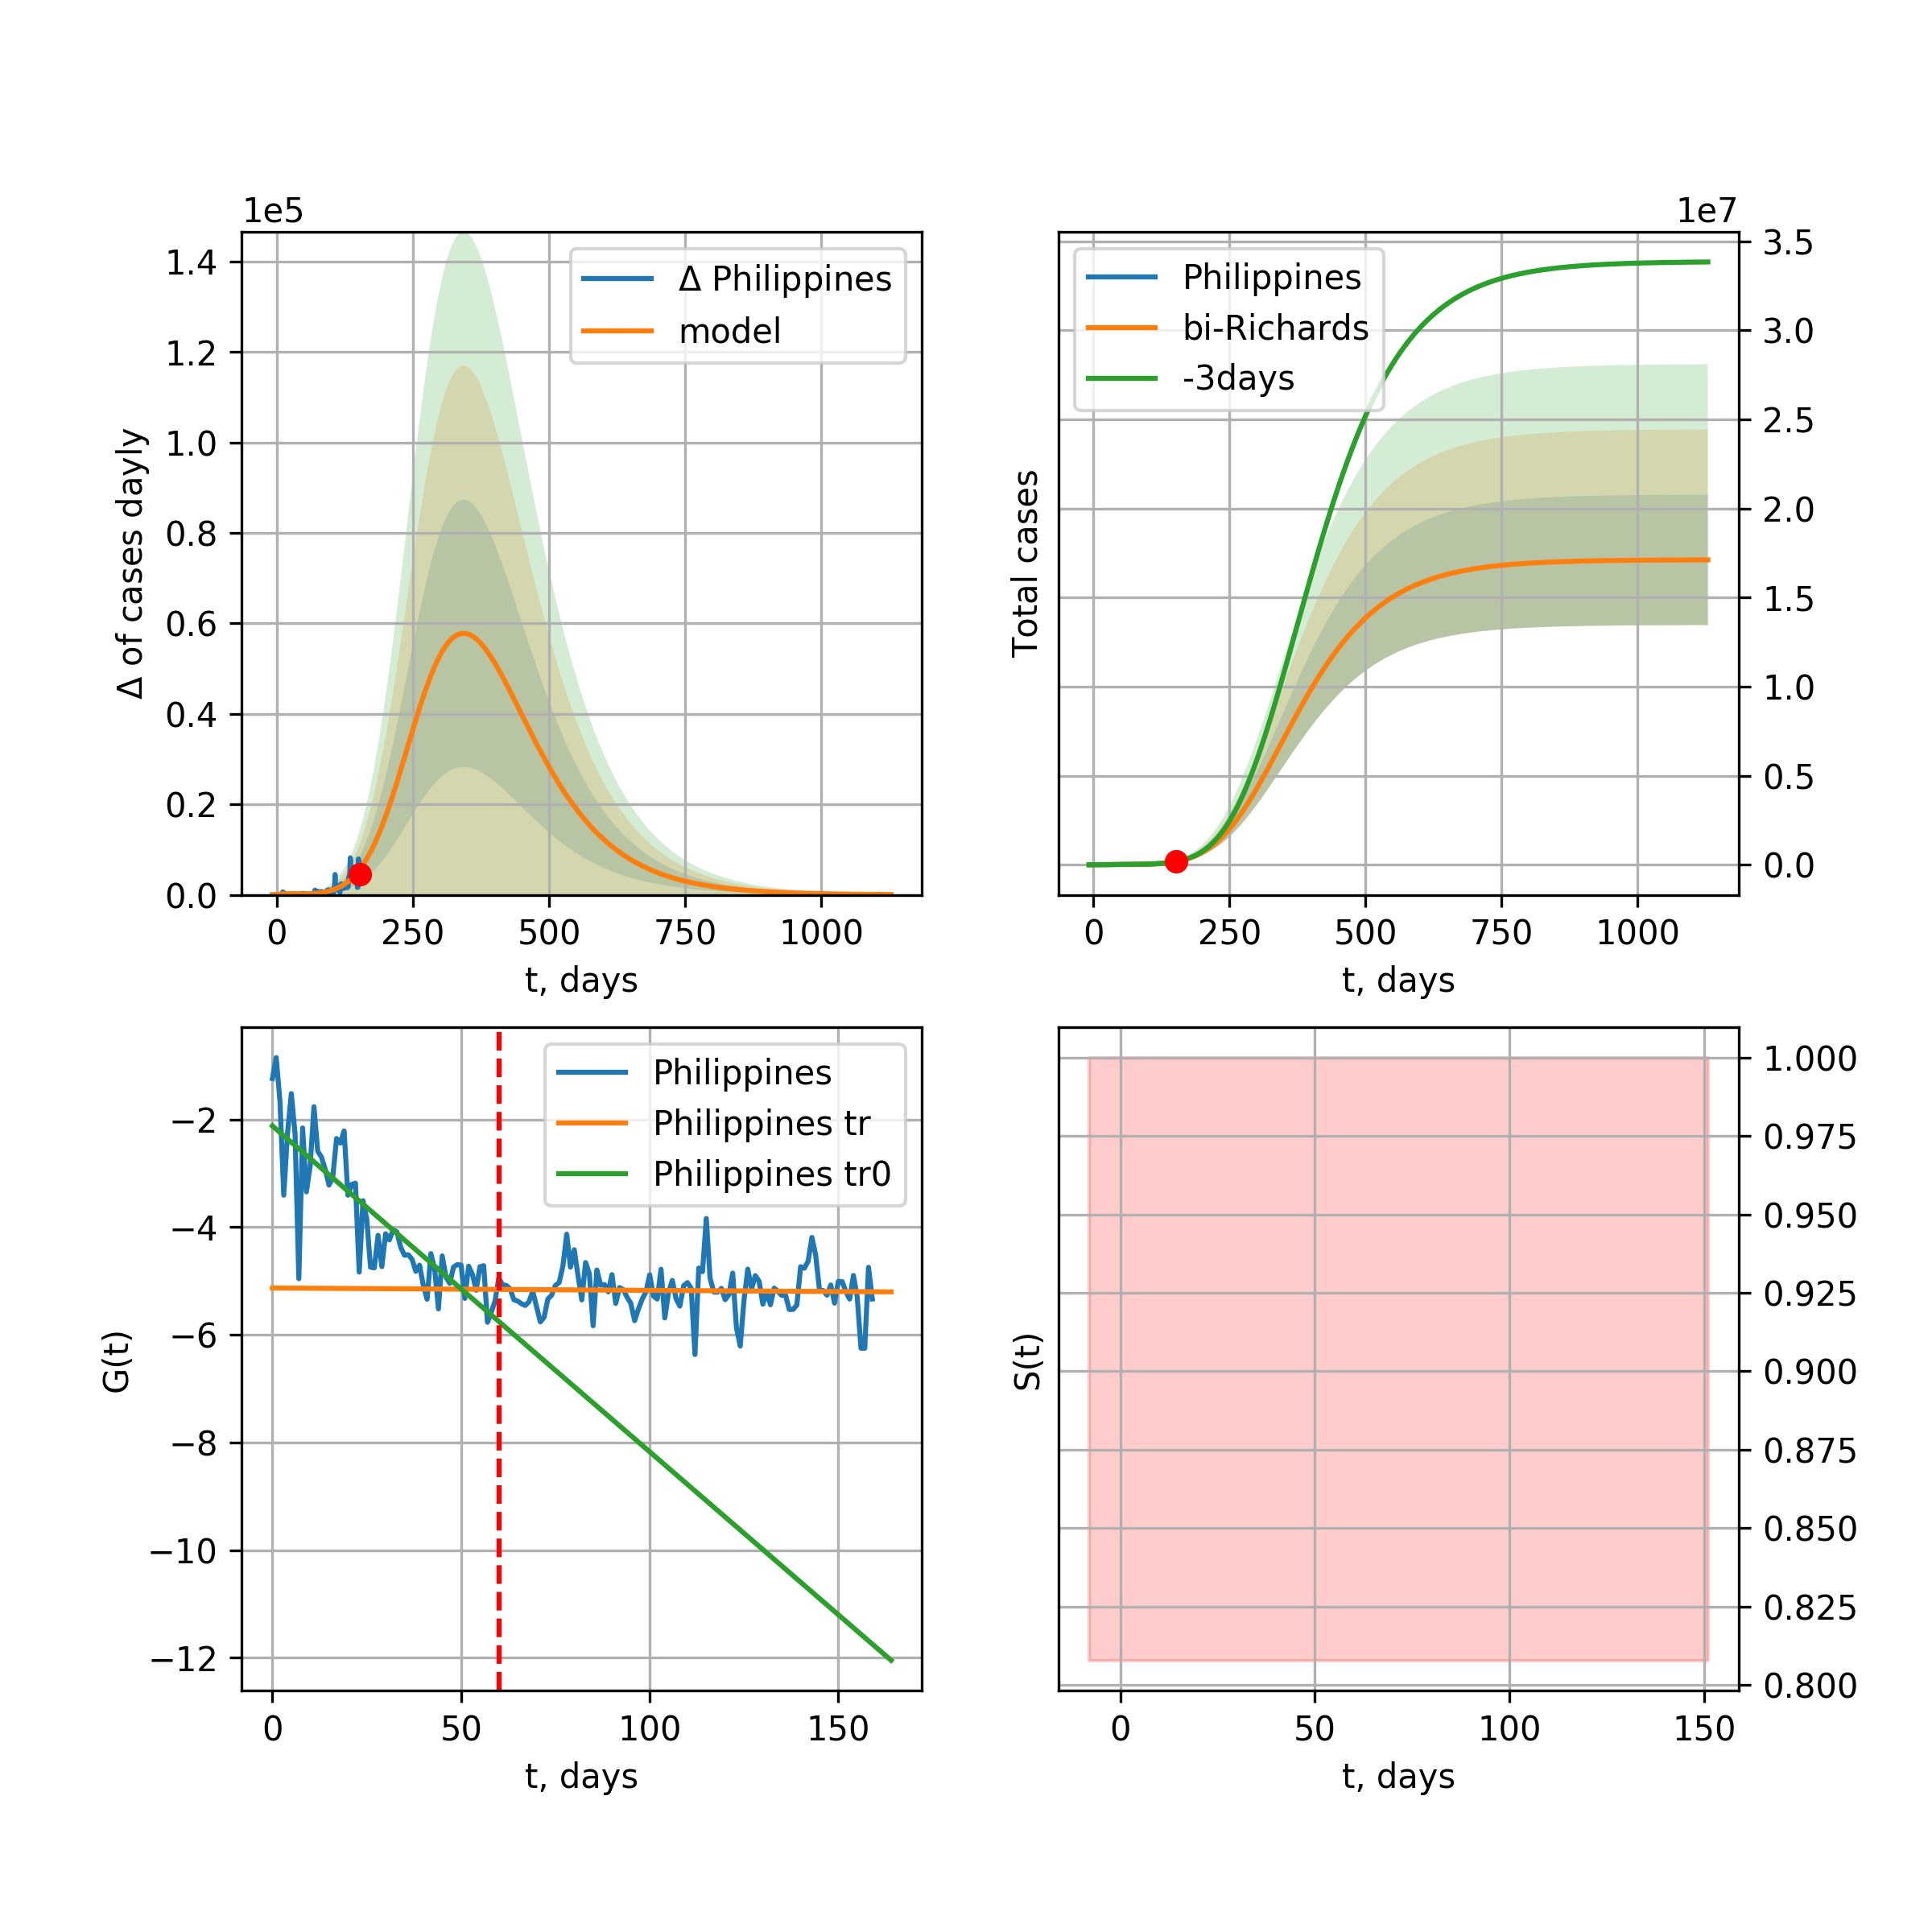 1e5
1.4
1.2
1.0
0.8
0.6
0.4
0.2
0.0
Δ of cases dayly
Δ Philippines
model
0 250 500 750 1000
t, days
1e7
3.5
3.0
2.5
2.0
1.5
1.0
0.5
0.0
Total cases
Philippines
bi-Richards
-3days
0 250 500 750 1000
t, days
−2
−4
−6
−8
−10
−12
G(t)
Philippines
Philippines tr
Philippines tr0
0 50 100 150
t, days
1.000
0.975
0.950
0.925
0.900
0.875
0.850
0.825
0.800
S(t)
0 50 100 150
t, days